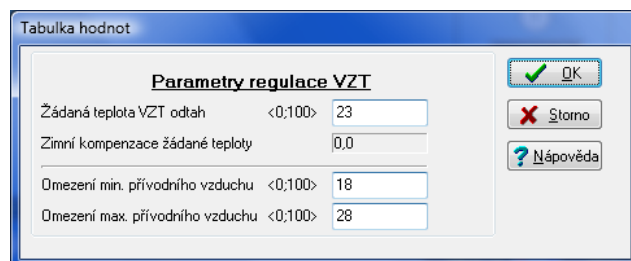 Tabulka hodnot
Parametry regulace VZT
Žádaná teplota VZT odtah <0;100> 23
Zimní kompenzace žádané teploty 0,0
Omezení min. přívodního vzduchu <0;100> 18
Omezení max. přívodního vzduchu <0;100> 28
OK
Storno
Nápověda